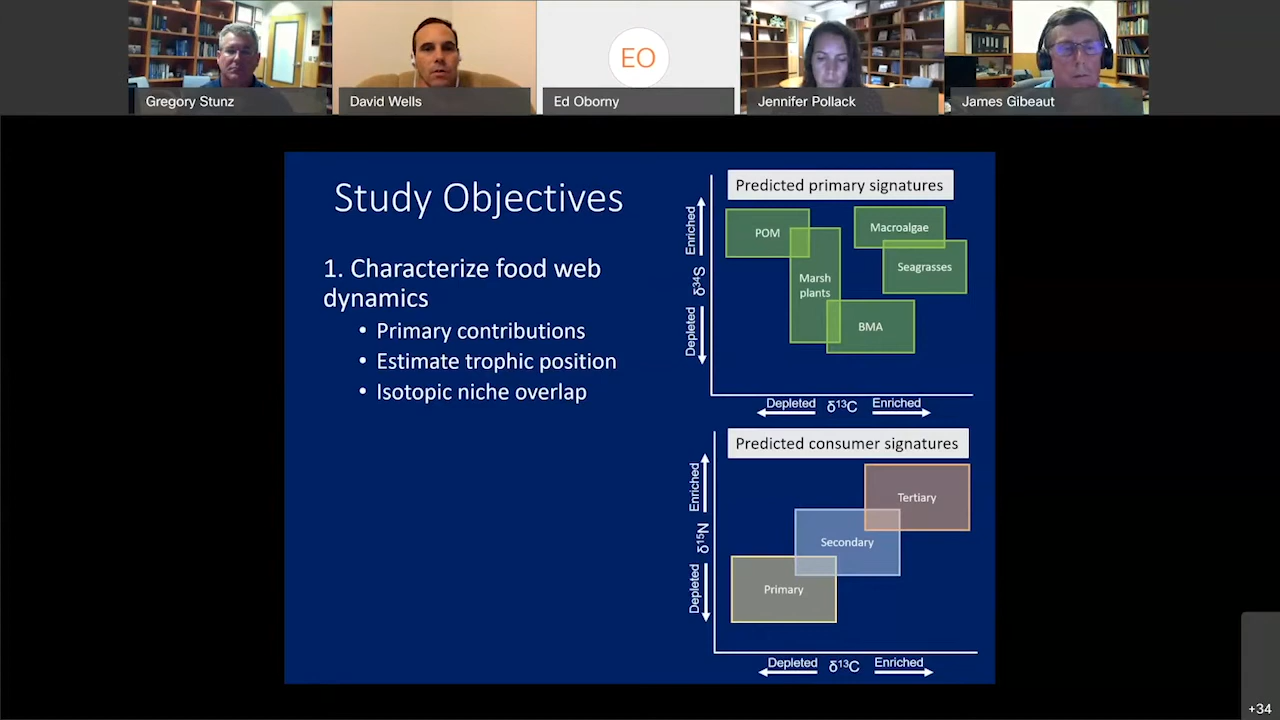 EO
Gregory Stunz
David Wells
Ed Oborny
Jennifer Pollack
James Gibeaut
Study Objectives
1. Characterize food web
dynamics
• Primary contributions
• Estimate trophic position
• Isotopic niche overlap
Predicted primary signatures
Enriched
δ³⁴S
Depleted
POM
Marsh
plants
Macroalgae
Seagrasses
BMA
Depleted δ¹³C Enriched
Predicted consumer signatures
Enriched
δ¹⁵N
Depleted
Tertiary
Secondary
Primary
Depleted δ¹³C Enriched
+34